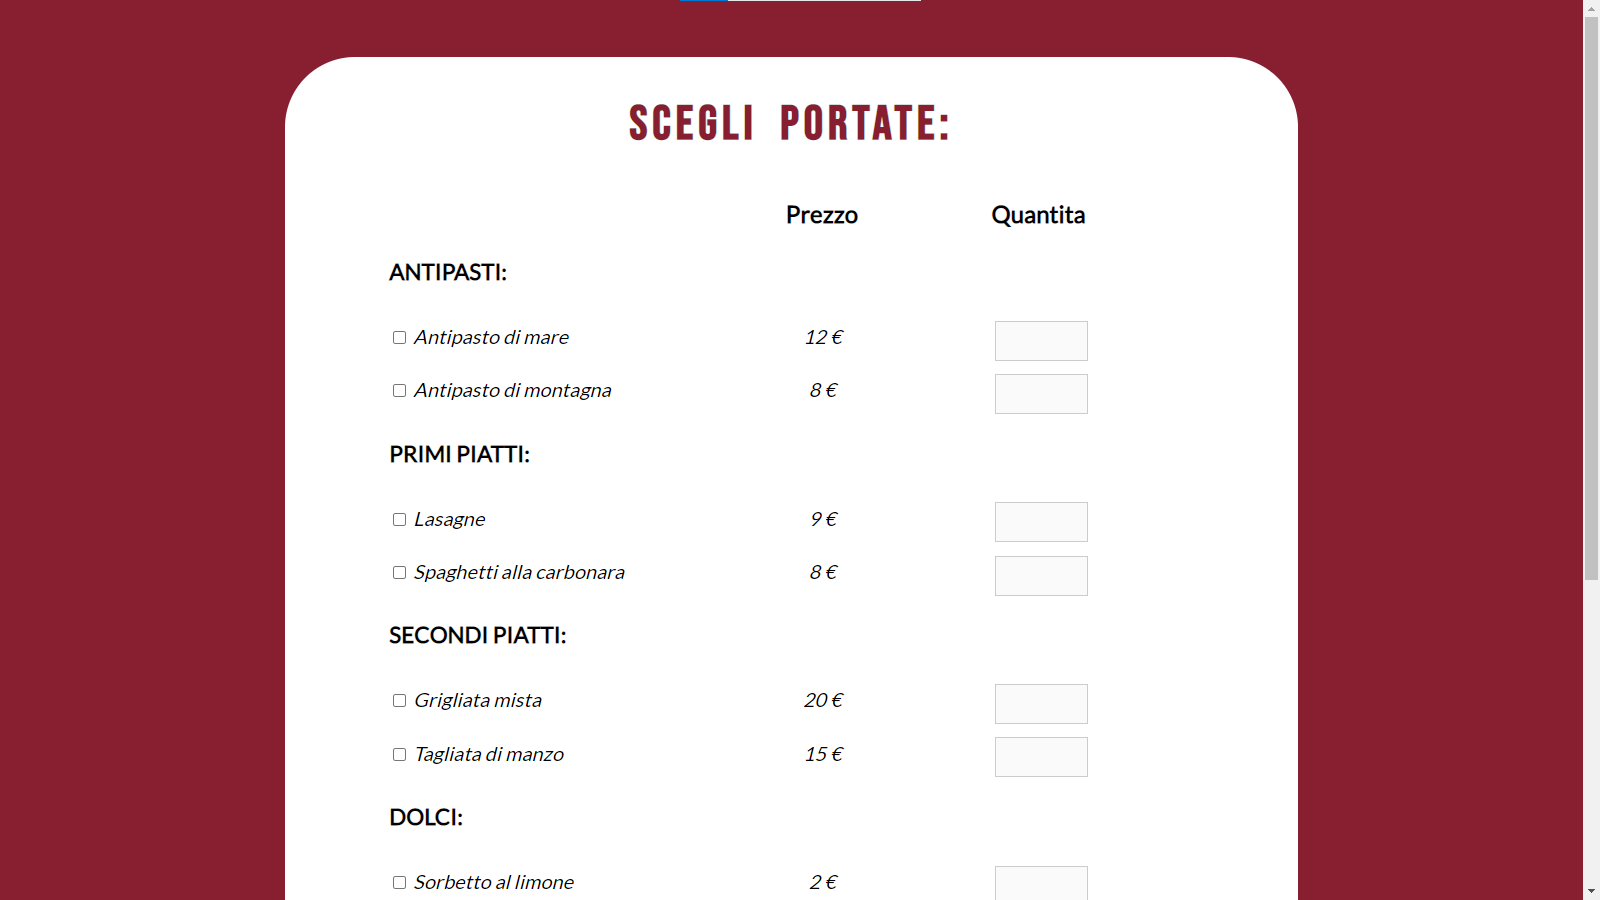 SCEGLI PORTATE:
Prezzo Quantita
ANTIPASTI:
Antipasto di mare 12 €
Antipasto di montagna 8 €
PRIMI PIATTI:
Lasagne 9 €
Spaghetti alla carbonara 8 €
SECONDI PIATTI:
Grigliata mista 20 €
Tagliata di manzo 15 €
DOLCI:
Sorbetto al limone 2 €